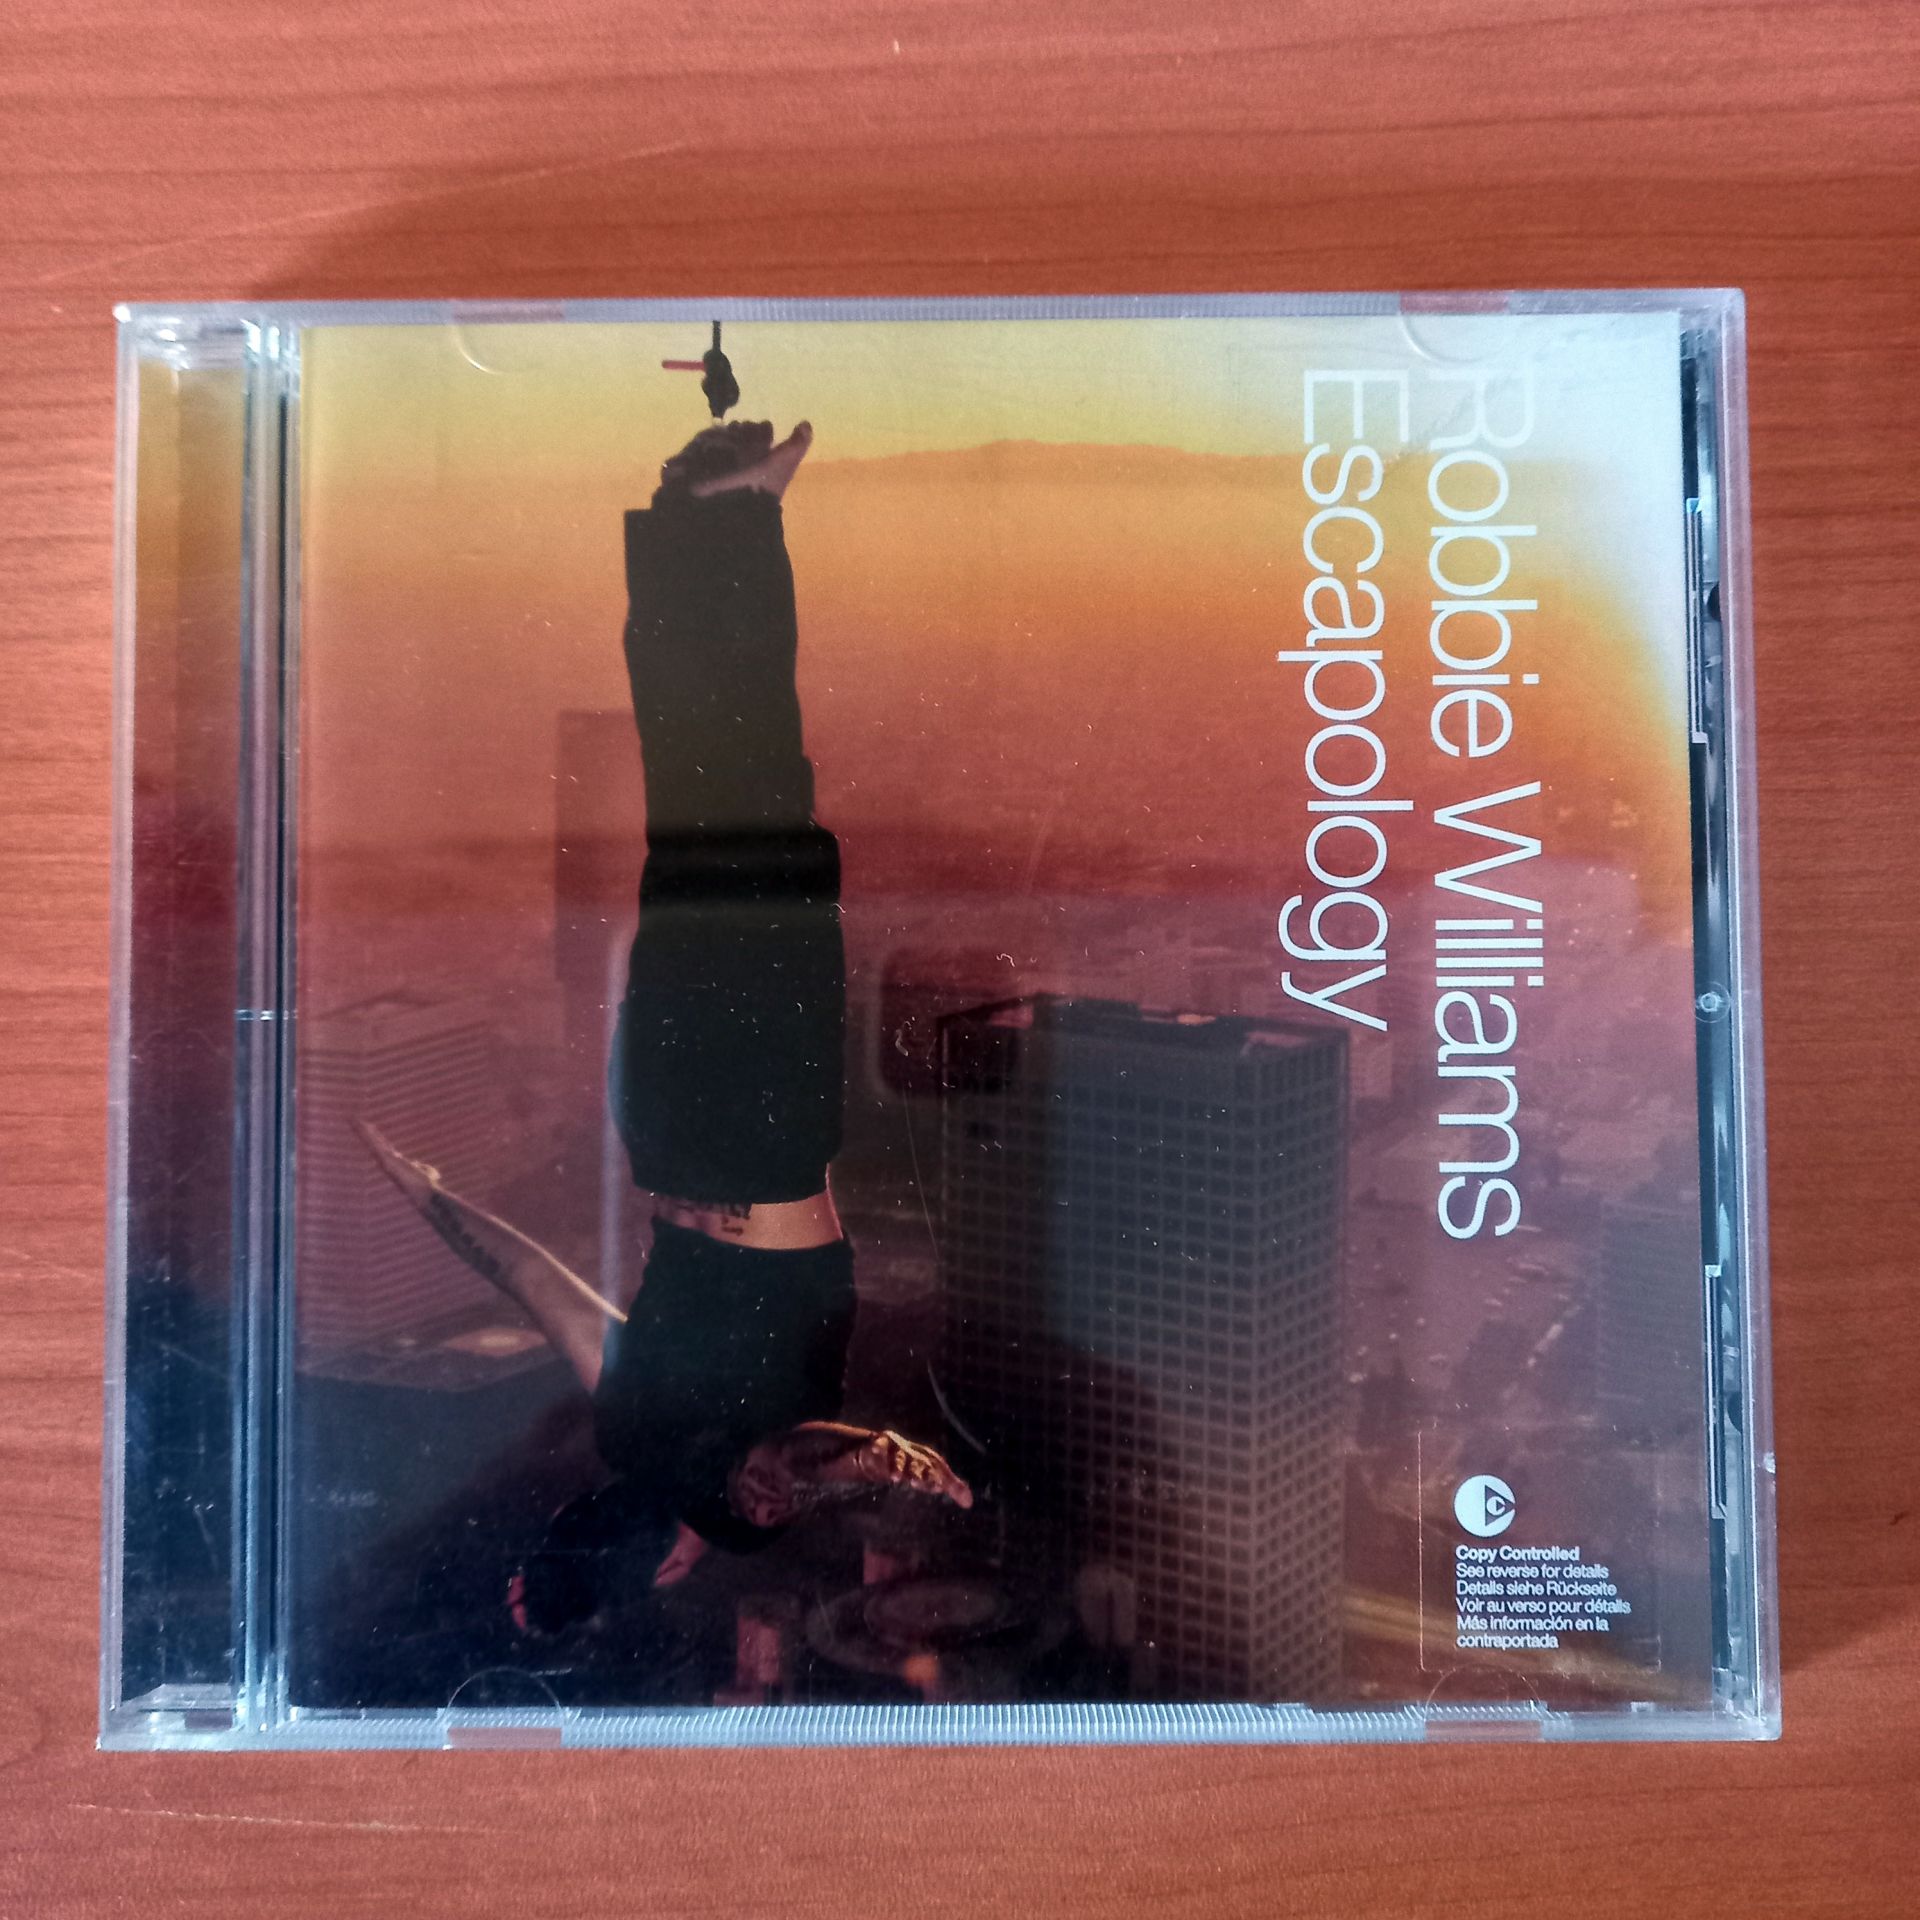 Robbie Williams
Escapology
Copy Controlled
See reverse for details
Details siehe Rückseite
Voir au verso pour détails
Más información en la
contraportada